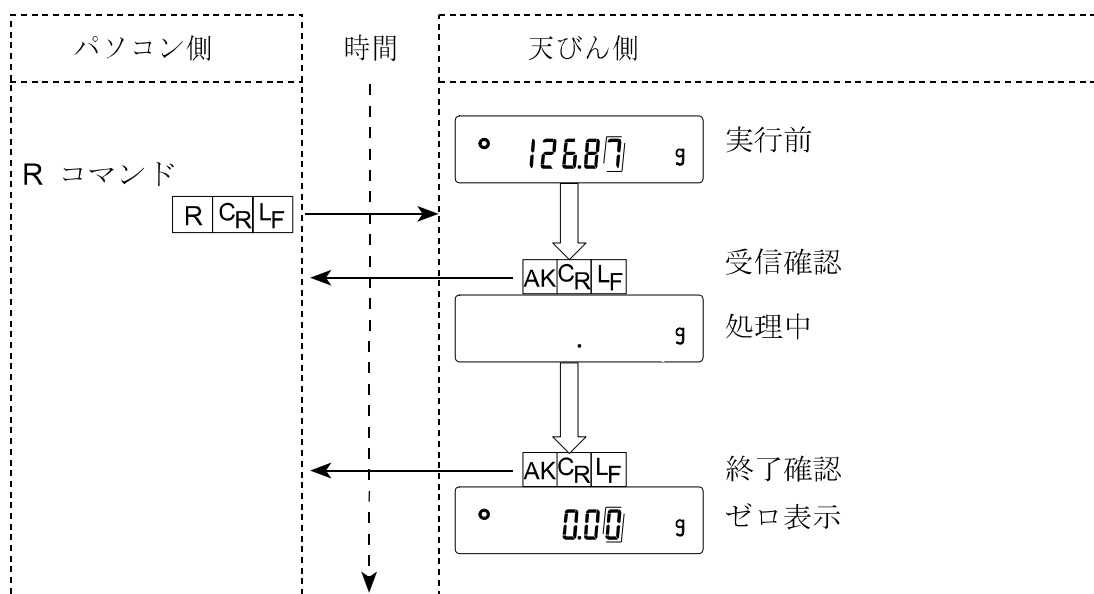 パソコン側 時間 天びん側
126.87 g 実行前
R コマンド
R CR LF
受信確認
AK CR LF
. g 処理中
AK CR LF 終了確認
0.00 g ゼロ表示